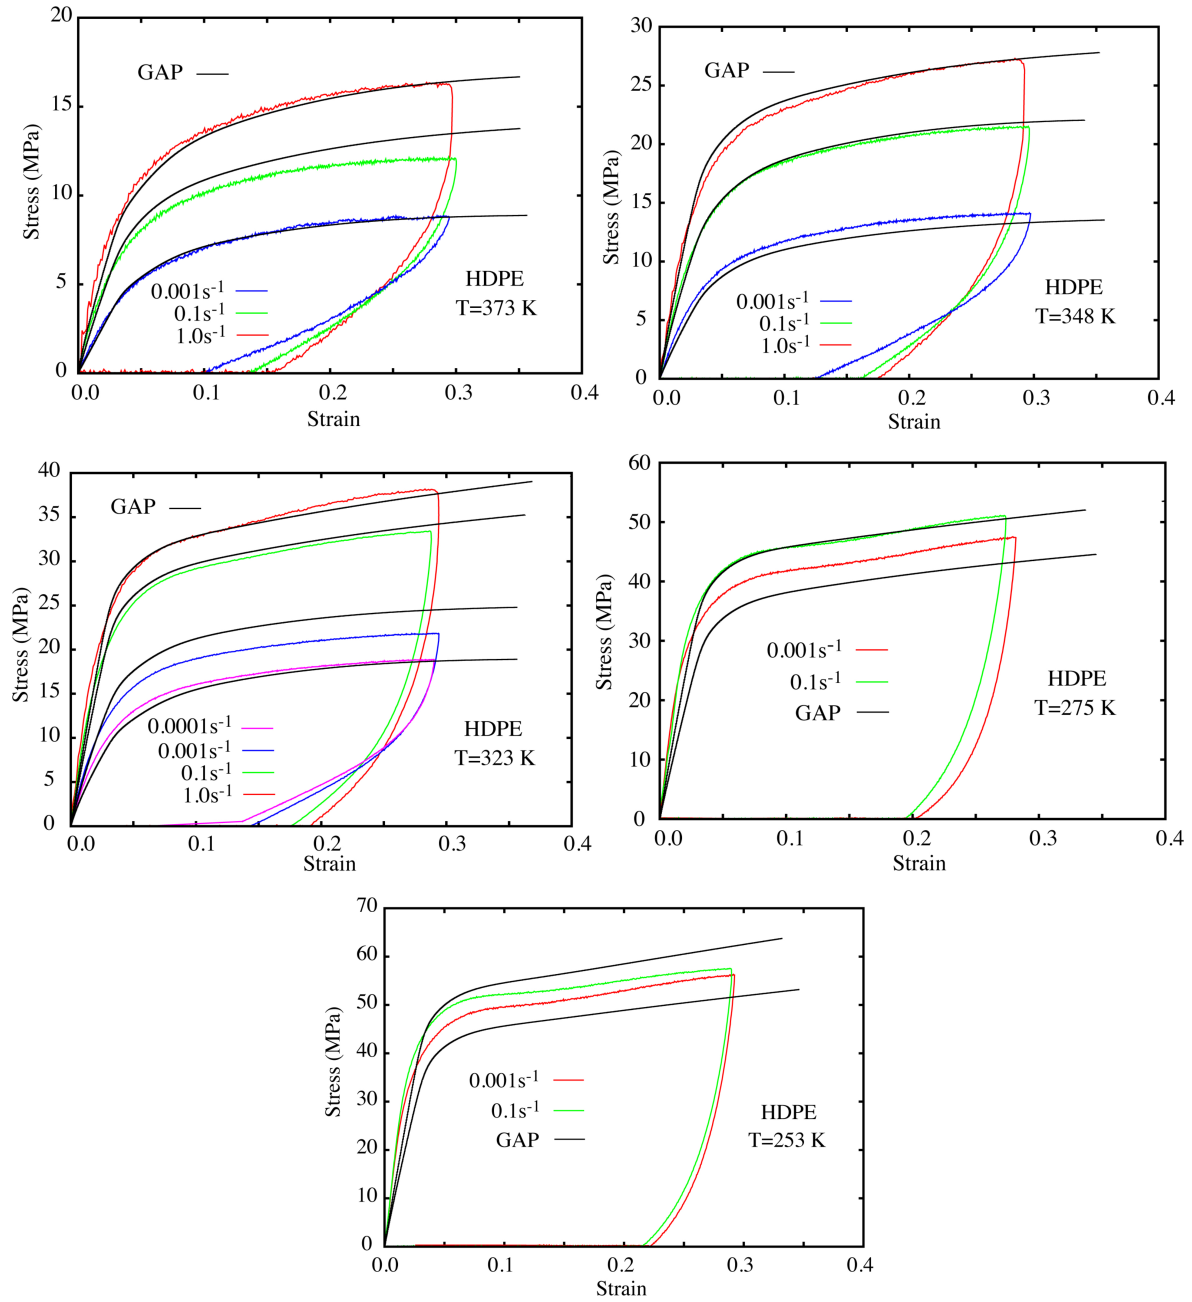 20
15
10
5
0
Stress (MPa)
GAP
HDPE
T=373 K
0.001s-1
0.1s-1
1.0s-1
0.0 0.1 0.2 0.3 0.4
Strain
30
25
20
15
10
5
0
Stress (MPa)
GAP
HDPE
T=348 K
0.001s-1
0.1s-1
1.0s-1
0.0 0.1 0.2 0.3 0.4
Strain
40
35
30
25
20
15
10
5
0
Stress (MPa)
GAP
0.0001s-1
0.001s-1
0.1s-1
1.0s-1
HDPE
T=323 K
0.0 0.1 0.2 0.3 0.4
Strain
60
50
40
30
20
10
0
Stress (MPa)
0.001s-1
0.1s-1
GAP
HDPE
T=275 K
0.0 0.1 0.2 0.3 0.4
Strain
70
60
50
40
30
20
10
0
Stress (MPa)
0.001s-1
0.1s-1
GAP
HDPE
T=253 K
0.0 0.1 0.2 0.3 0.4
Strain